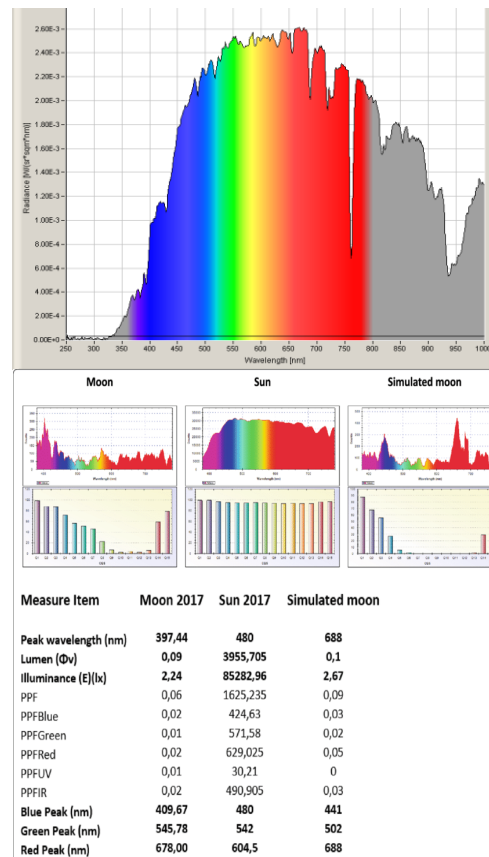 2.60E-3
2.40E-3
2.20E-3
2.00E-3
1.80E-3
1.60E-3
1.40E-3
1.20E-3
1.00E-3
8.00E-4
6.00E-4
4.00E-4
2.00E-4
0.00E+0
Radiance [W/(sr*sqm*nm)]
250 300 350 400 450 500 550 600 650 700 750 800 850 900 950 1000
Wavelength [nm]
Moon Sun Simulated moon
Measure Item Moon 2017 Sun 2017 Simulated moon
Peak wavelength (nm) 397,44 480 688
Lumen (Φv) 0,09 3955,705 0,1
Illuminance (E)(lx) 2,24 85282,96 2,67
PPF 0,06 1625,235 0,09
PPFBlue 0,02 424,63 0,03
PPFGreen 0,01 571,58 0,02
PPFRed 0,02 629,025 0,05
PPFUV 0,01 30,21 0
PPFIR 0,02 490,905 0,03
Blue Peak (nm) 409,67 480 441
Green Peak (nm) 545,78 542 502
Red Peak (nm) 678,00 604,5 688